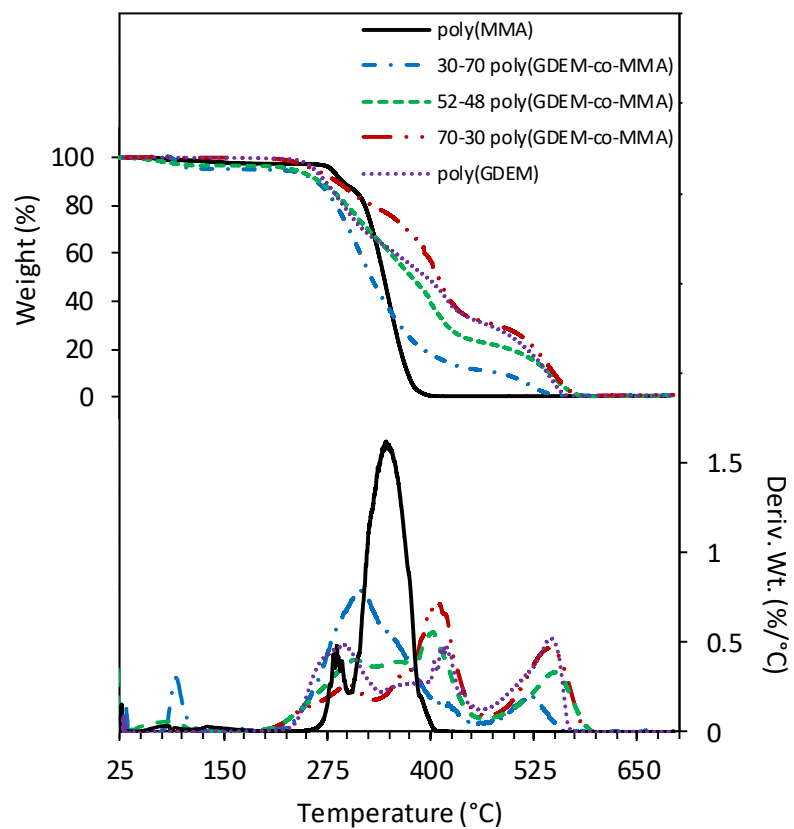 poly(MMA)
30-70 poly(GDEM-co-MMA)
52-48 poly(GDEM-co-MMA)
70-30 poly(GDEM-co-MMA)
poly(GDEM)
100
80
60
40
20
0
Weight (%)
1.5
1
0.5
0
Deriv. Wt. (%/°C)
25 150 275 400 525 650
Temperature (°C)